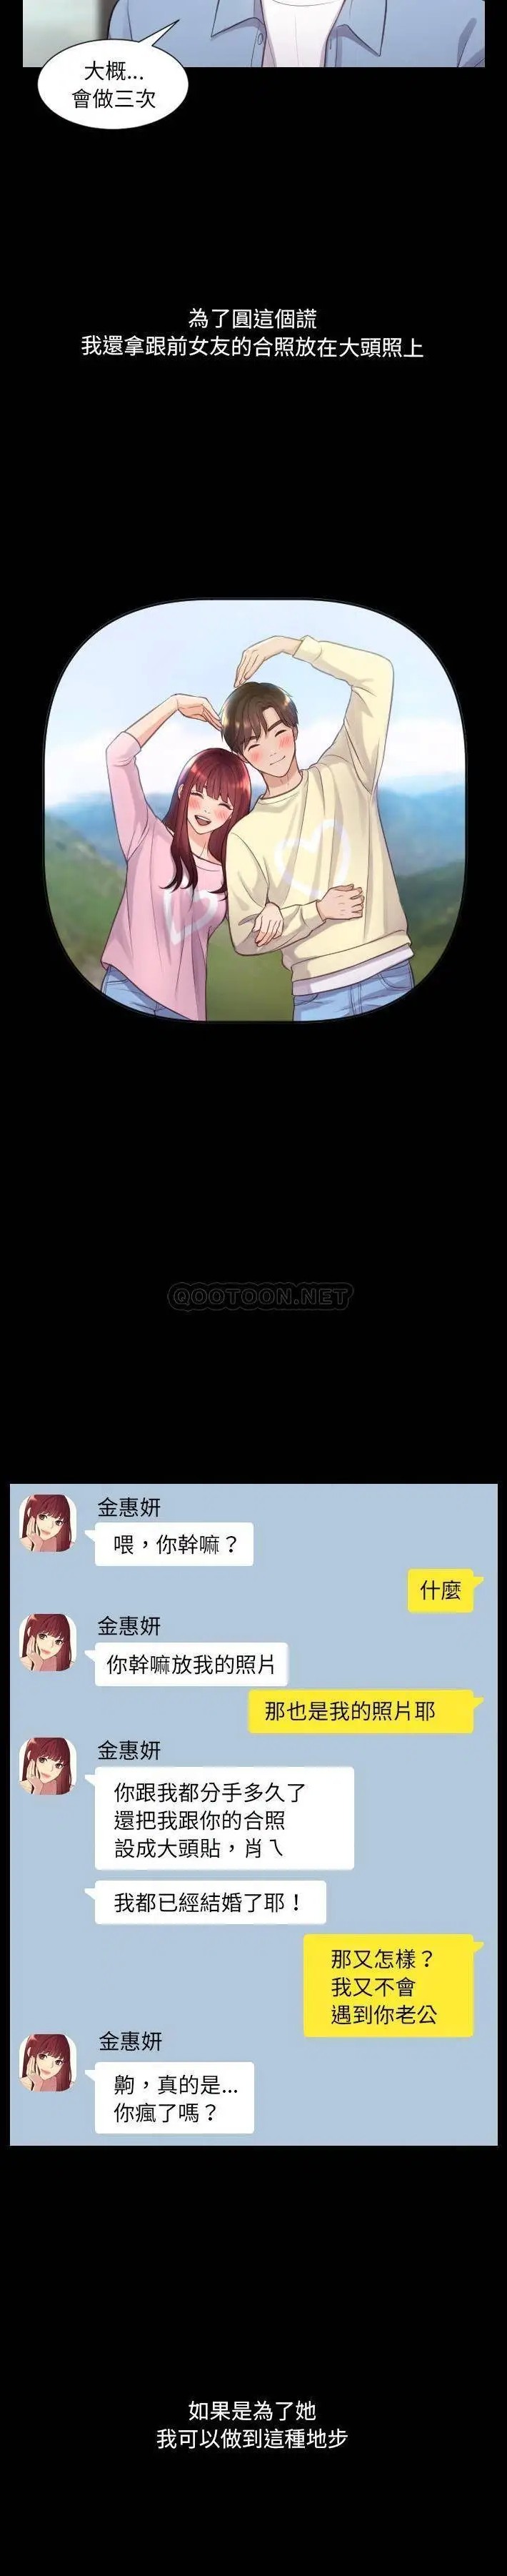 大概...
會做三次
為了圓這個謊
我還拿跟前女友的合照放在大頭照上
QOOTOON.NET
金惠妍
喂，你幹嘛？
什麼
金惠妍
你幹嘛放我的照片
那也是我的照片耶
金惠妍
你跟我都分手多久了
還把我跟你的合照
設成大頭貼，肖ㄟ
我都已經結婚了耶！
那又怎樣？
我又不會
遇到你老公
金惠妍
齁，真的是...
你瘋了嗎？
如果是為了她
我可以做到這種地步